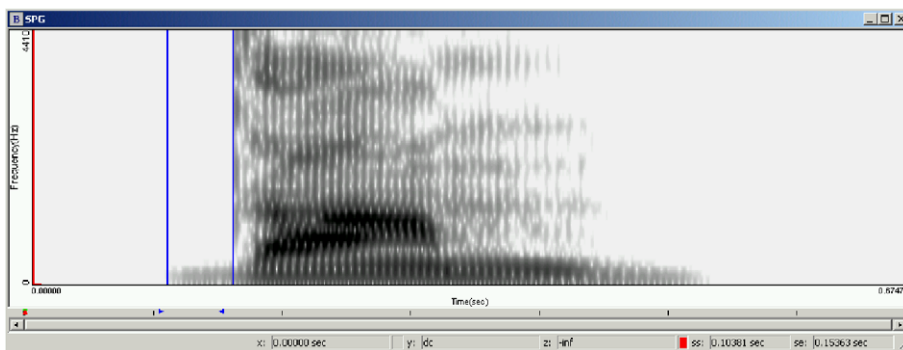 SPG
4410
Frequency(Hz)
0
0.00000
0.6747
Time(sec)
x: 0.00000 sec y: dc z: -inf ss: 0.10381 sec se: 0.15363 sec